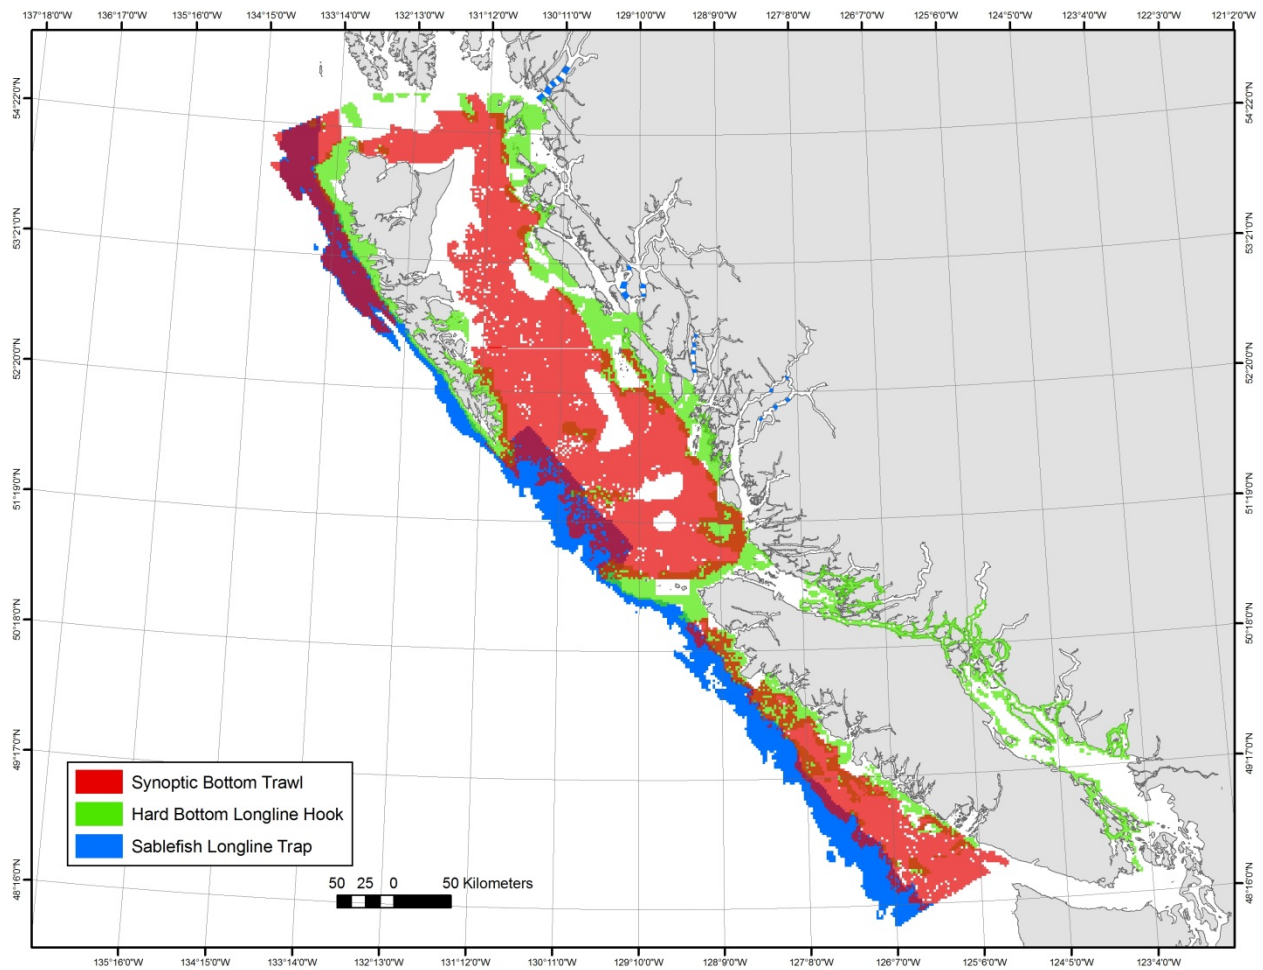 137°18'0"W 136°17'0"W 135°16'0"W 134°15'0"W 133°14'0"W 132°13'0"W 131°12'0"W 130°11'0"W 129°10'0"W 128°9'0"W 127°8'0"W 126°7'0"W 125°6'0"W 124°5'0"W 123°4'0"W 122°3'0"W 121°2'0"W
54°22'0"N 54°22'0"N
53°21'0"N 53°21'0"N
52°20'0"N 52°20'0"N
51°19'0"N 51°19'0"N
50°18'0"N 50°18'0"N
49°17'0"N 49°17'0"N
48°16'0"N 48°16'0"N
Synoptic Bottom Trawl
Hard Bottom Longline Hook
Sablefish Longline Trap
50 25 0 50 Kilometers
135°16'0"W 134°15'0"W 133°14'0"W 132°13'0"W 131°12'0"W 130°11'0"W 129°10'0"W 128°9'0"W 127°8'0"W 126°7'0"W 125°6'0"W 124°5'0"W 123°4'0"W